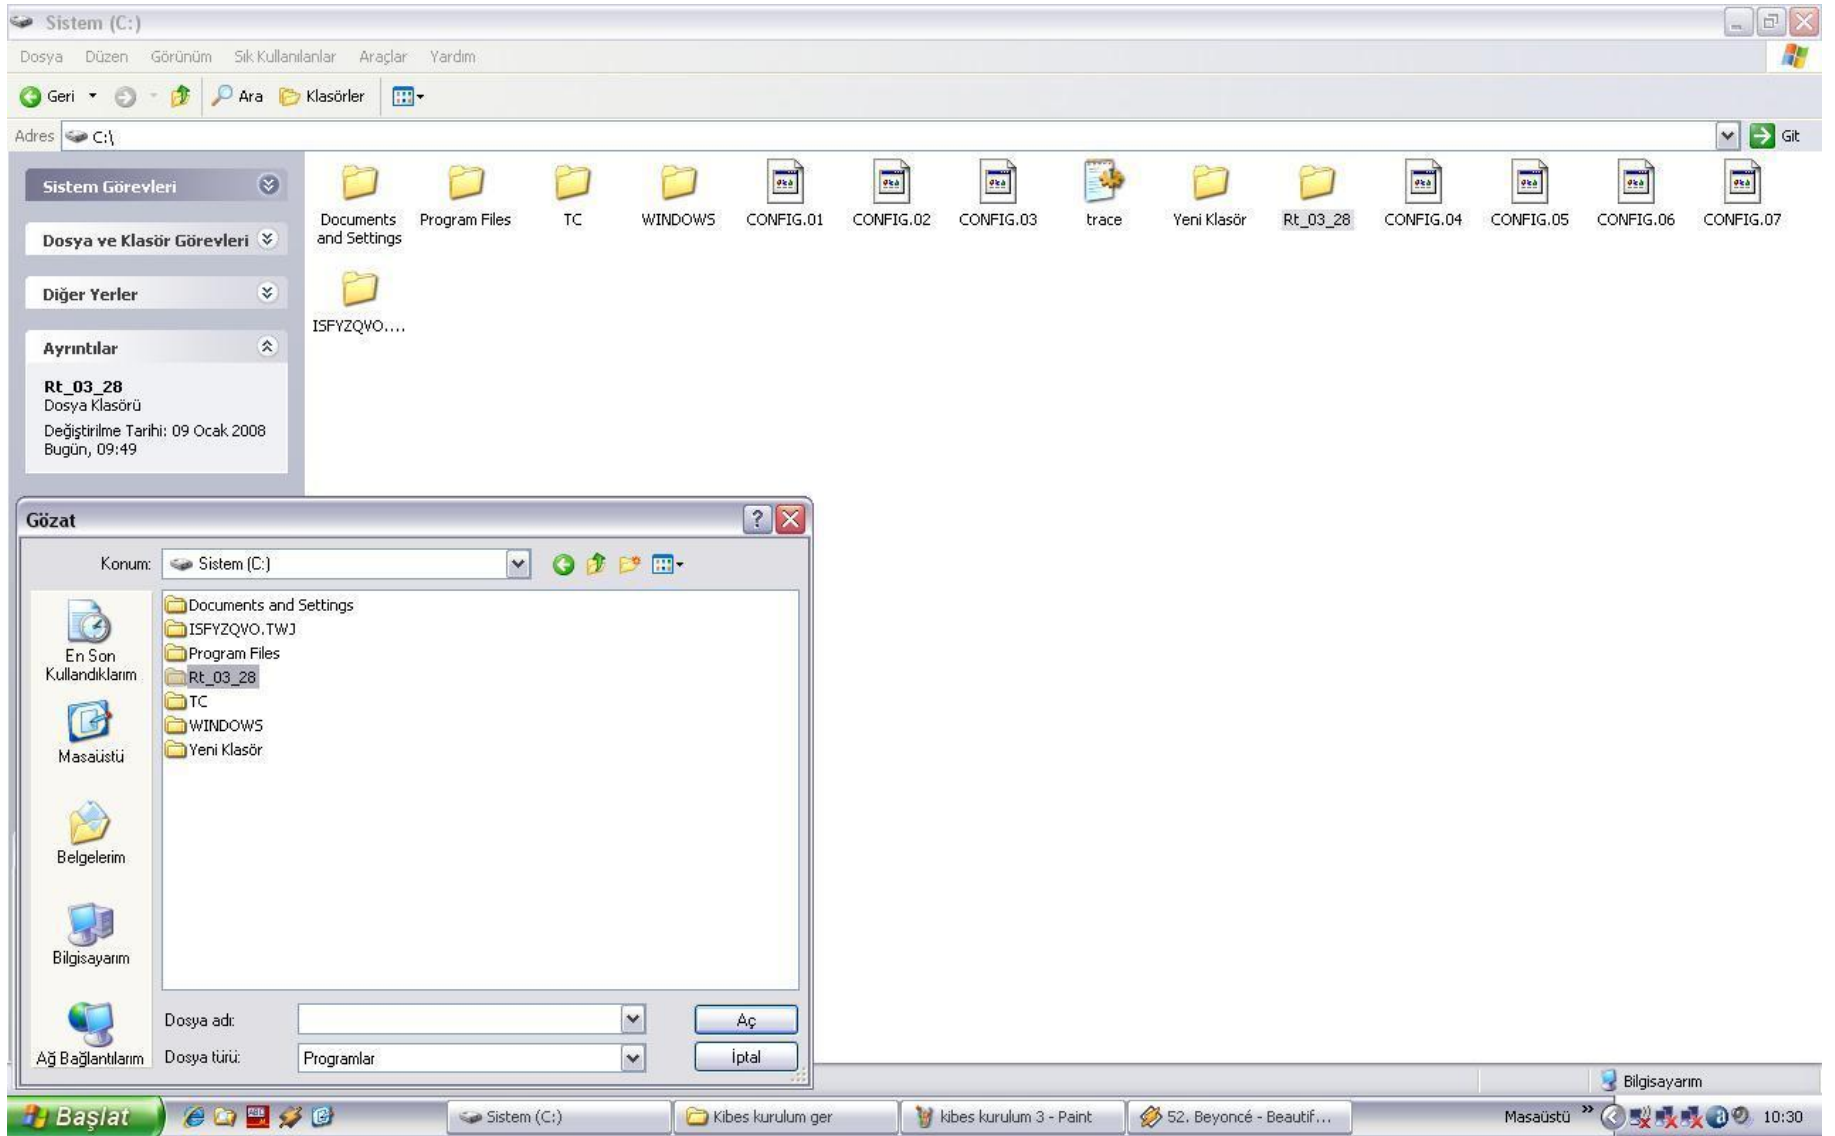 Sistem (C:)
Dosya Düzen Görünüm Sık Kullanılanlar Araçlar Yardım
Geri Ara Klasörler
Adres C:\ Git
Sistem Görevleri
Dosya ve Klasör Görevleri
Diğer Yerler
Ayrıntılar
Rt_03_28
Dosya Klasörü
Değiştirilme Tarihi: 09 Ocak 2008
Bugün, 09:49
Documents
and Settings
Program Files
TC
WINDOWS
CONFIG.01
CONFIG.02
CONFIG.03
trace
Yeni Klasör
Rt_03_28
CONFIG.04
CONFIG.05
CONFIG.06
CONFIG.07
ISFYZQVO....
Gözat
Konum: Sistem (C:)
En Son
Kullandıklarım
Masaüstü
Belgelerim
Bilgisayarım
Ağ Bağlantılarım
Documents and Settings
ISFYZQVO.TWJ
Program Files
Rt_03_28
TC
WINDOWS
Yeni Klasör
Dosya adı: Aç
Dosya türü: Programlar İptal
Bilgisayarım
Başlat Sistem (C:) Kibes kurulum ger kibes kurulum 3 - Paint 52. Beyoncé - Beautif... Masaüstü » 10:30